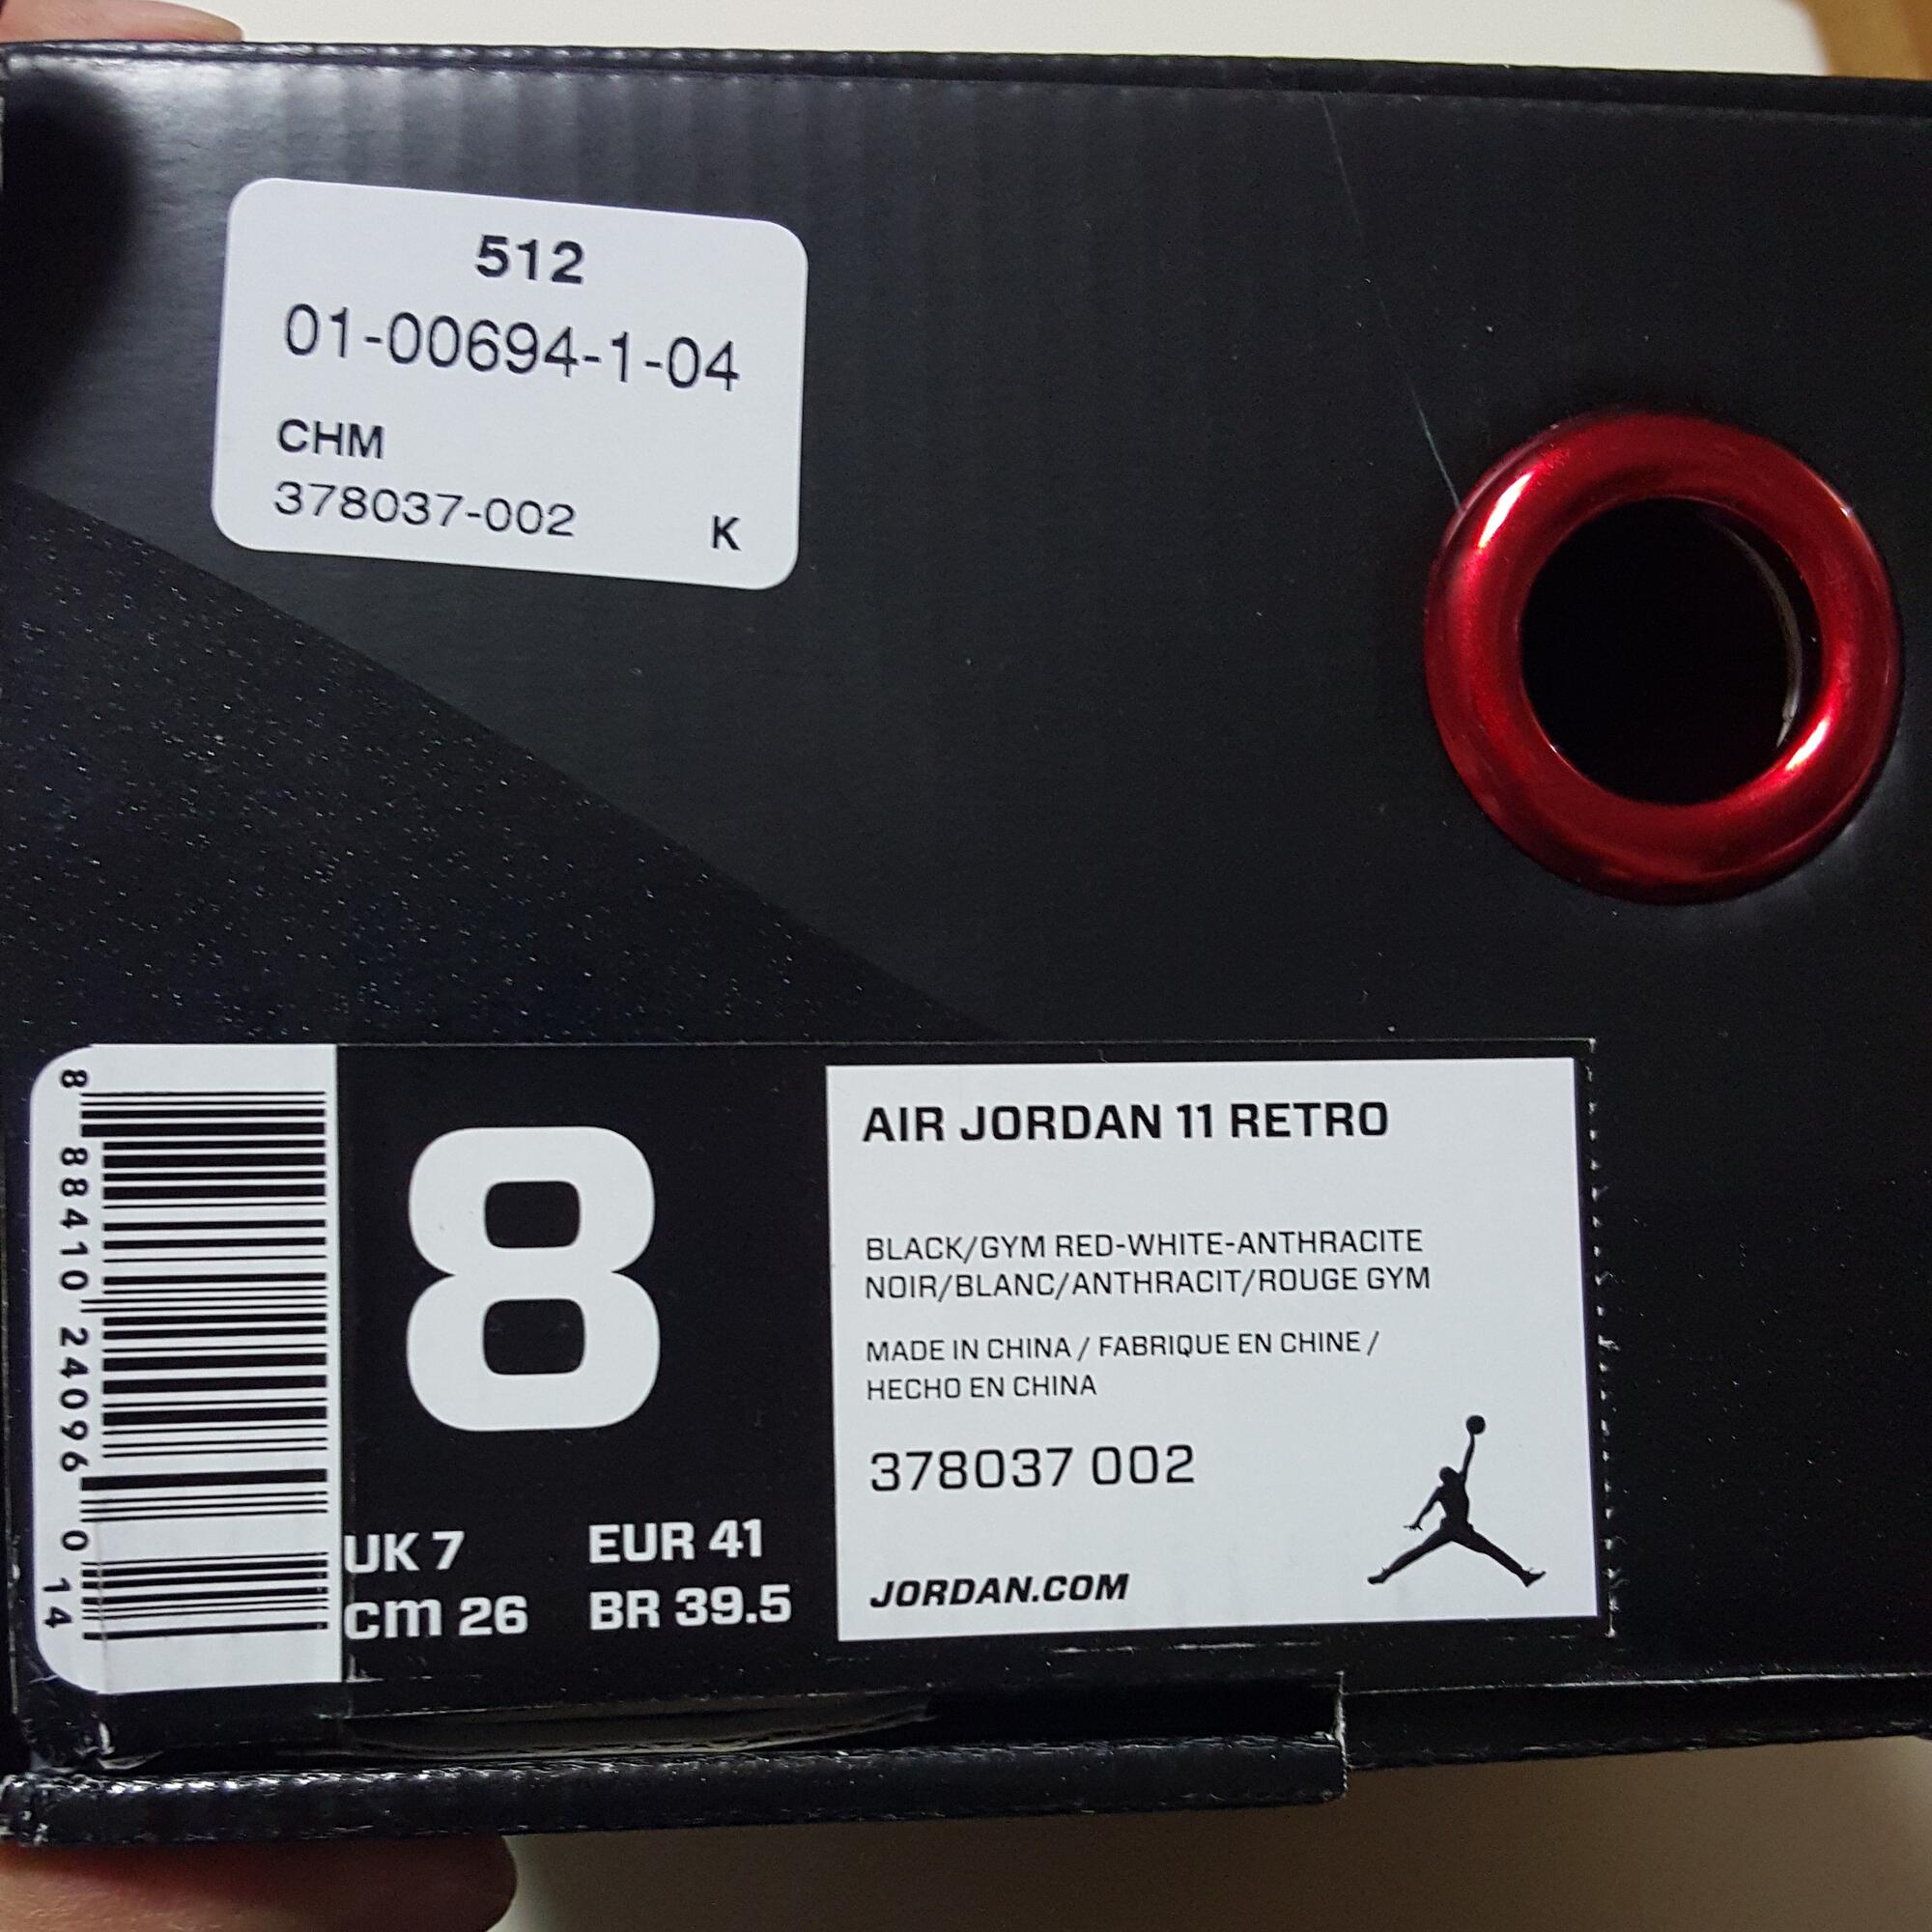 512
01-00694-1-04
CHM
378037-002 K
8 88410 24096 0 14
8
UK 7 EUR 41
cm 26 BR 39.5
AIR JORDAN 11 RETRO
BLACK/GYM RED-WHITE-ANTHRACITE
NOIR/BLANC/ANTHRACIT/ROUGE GYM
MADE IN CHINA / FABRIQUE EN CHINE /
HECHO EN CHINA
378037 002
JORDAN.COM